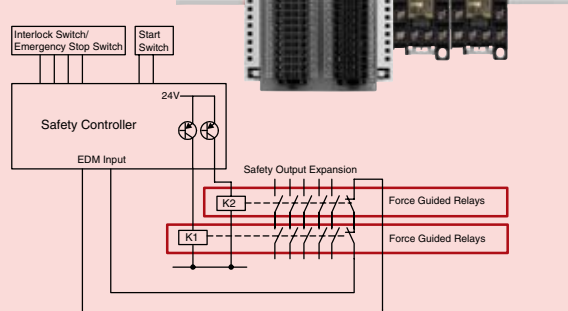 Interlock Switch/
Emergency Stop Switch
Start
Switch
24V
Safety Controller
EDM Input
Safety Output Expansion
K2
Force Guided Relays
K1
Force Guided Relays